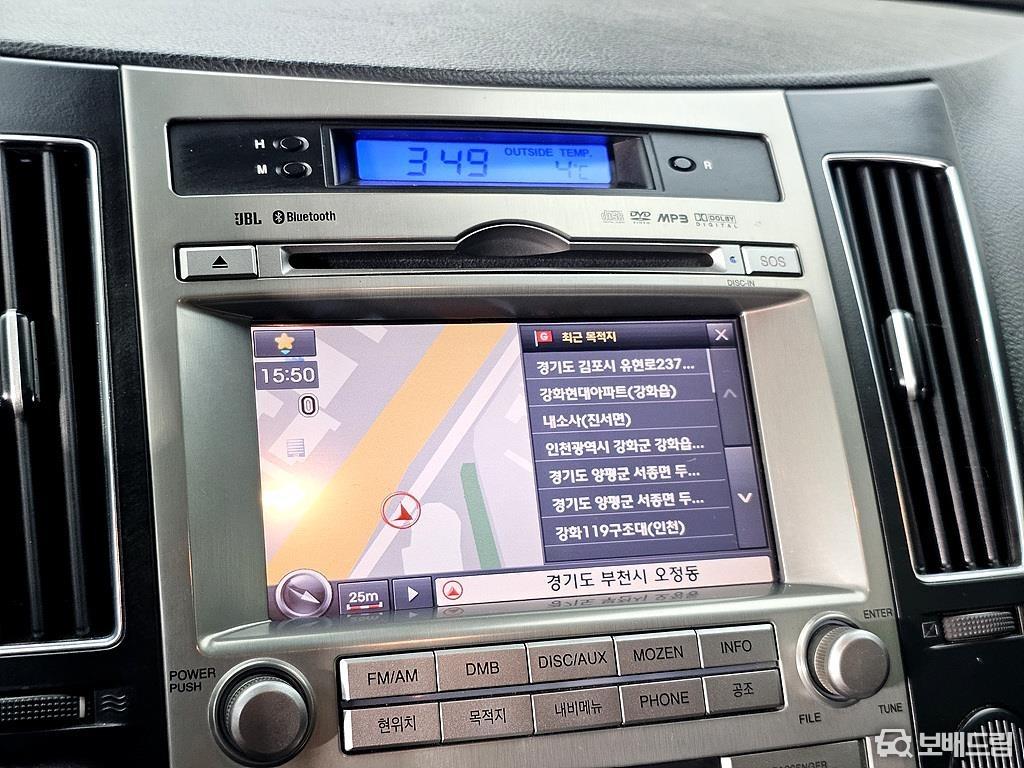 H
3 49 OUTSIDE TEMP.
4°C
M
R
JBL Bluetooth
disc DVD VIDEO MP3 DOLBY DIGITAL
SOS
DISC-IN
최근 목적지
15:50
0
경기도 김포시 유현로237...
강화현대아파트(강화읍)
내소사(진서면)
인천광역시 강화군 강화읍...
경기도 양평군 서종면 두...
경기도 양평군 서종면 두...
강화119구조대(인천)
25m
경기도 부천시 오정동
POWER
PUSH
FM/AM DMB DISC/AUX MOZEN INFO
현위치 목적지 내비메뉴 PHONE 공조
ENTER
FILE
TUNE
PASSENGER
보배드림